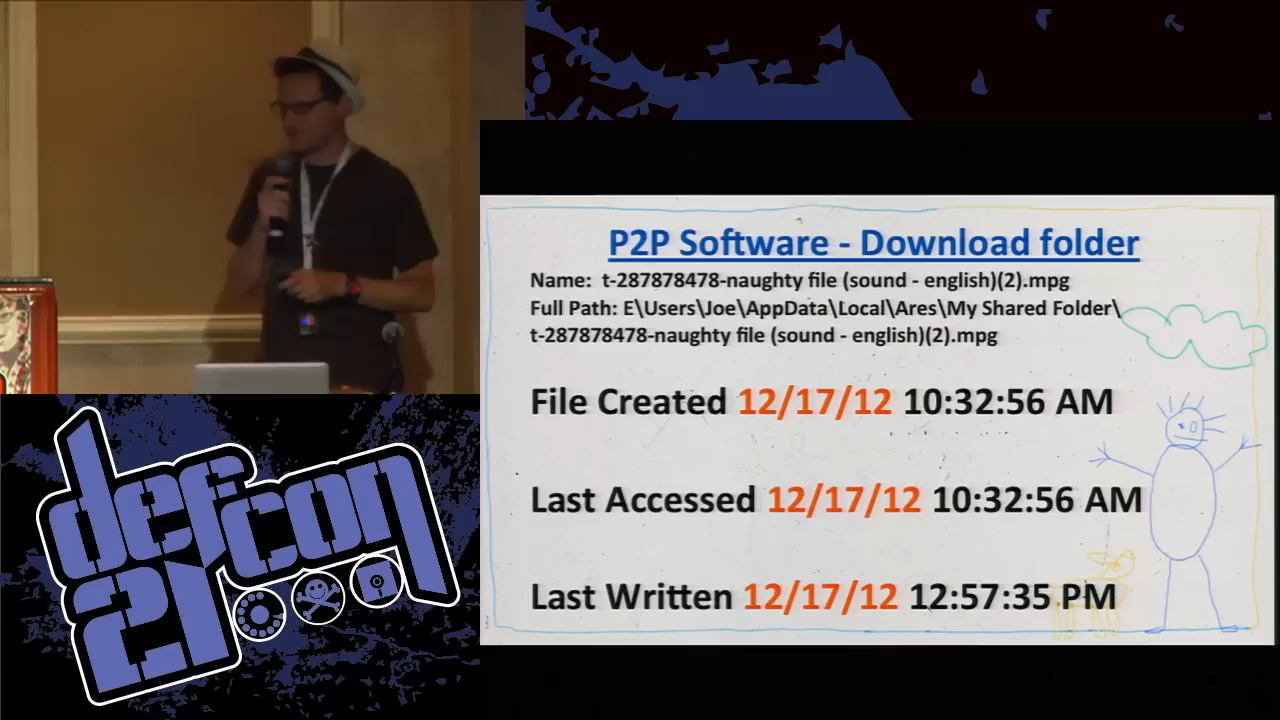 P2P Software - Download folder
Name: t-287878478-naughty file (sound - english)(2).mpg
Full Path: E\Users\Joe\AppData\Local\Ares\My Shared Folder\
t-287878478-naughty file (sound - english)(2).mpg
File Created 12/17/12 10:32:56 AM
Last Accessed 12/17/12 10:32:56 AM
Last Written 12/17/12 12:57:35 PM
defcon
21